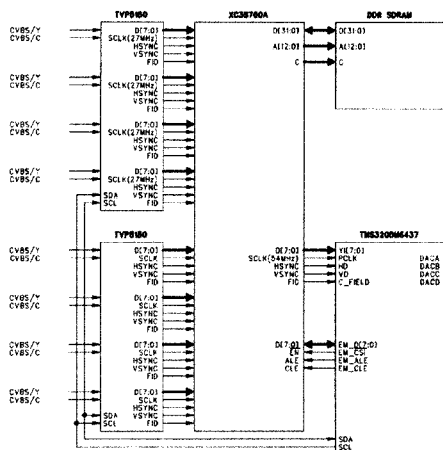 TVP5150 XC3S700A DDR SDRAM
CVBS/Y D[7:0] D[31:0] D[31:0]
CVBS/C SCLK(27MHz)
HSYNC A[12:0] A[12:0]
VSYNC
FID C C
CVBS/Y D[7:0]
CVBS/C SCLK(27MHz)
HSYNC
VSYNC
FID
CVBS/Y D[7:0]
CVBS/C SCLK(27MHz)
HSYNC
VSYNC
FID
CVBS/Y D[7:0]
CVBS/C SCLK(27MHz)
HSYNC
SDA VSYNC
SCL FID
TVP5150 TMS320DM6437
CVBS/Y D[7:0] D[7:0] YI[7:0]
CVBS/C SCLK SCLK(54MHz) PCLK DACA
HSYNC HSYNC HD DACB
VSYNC VSYNC VD DACC
FID FID C_FIELD DACD
CVBS/Y D[7:0]
CVBS/C SCLK
HSYNC
VSYNC
FID
CVBS/Y D[7:0] D[7:0] EM_D[7:0]
CVBS/C SCLK EN EM_CS1
HSYNC ALE EM_ALE
VSYNC CLE EM_CLE
FID
CVBS/Y D[7:0]
CVBS/C SCLK
HSYNC
SDA VSYNC
SCL FID
SDA
SCL